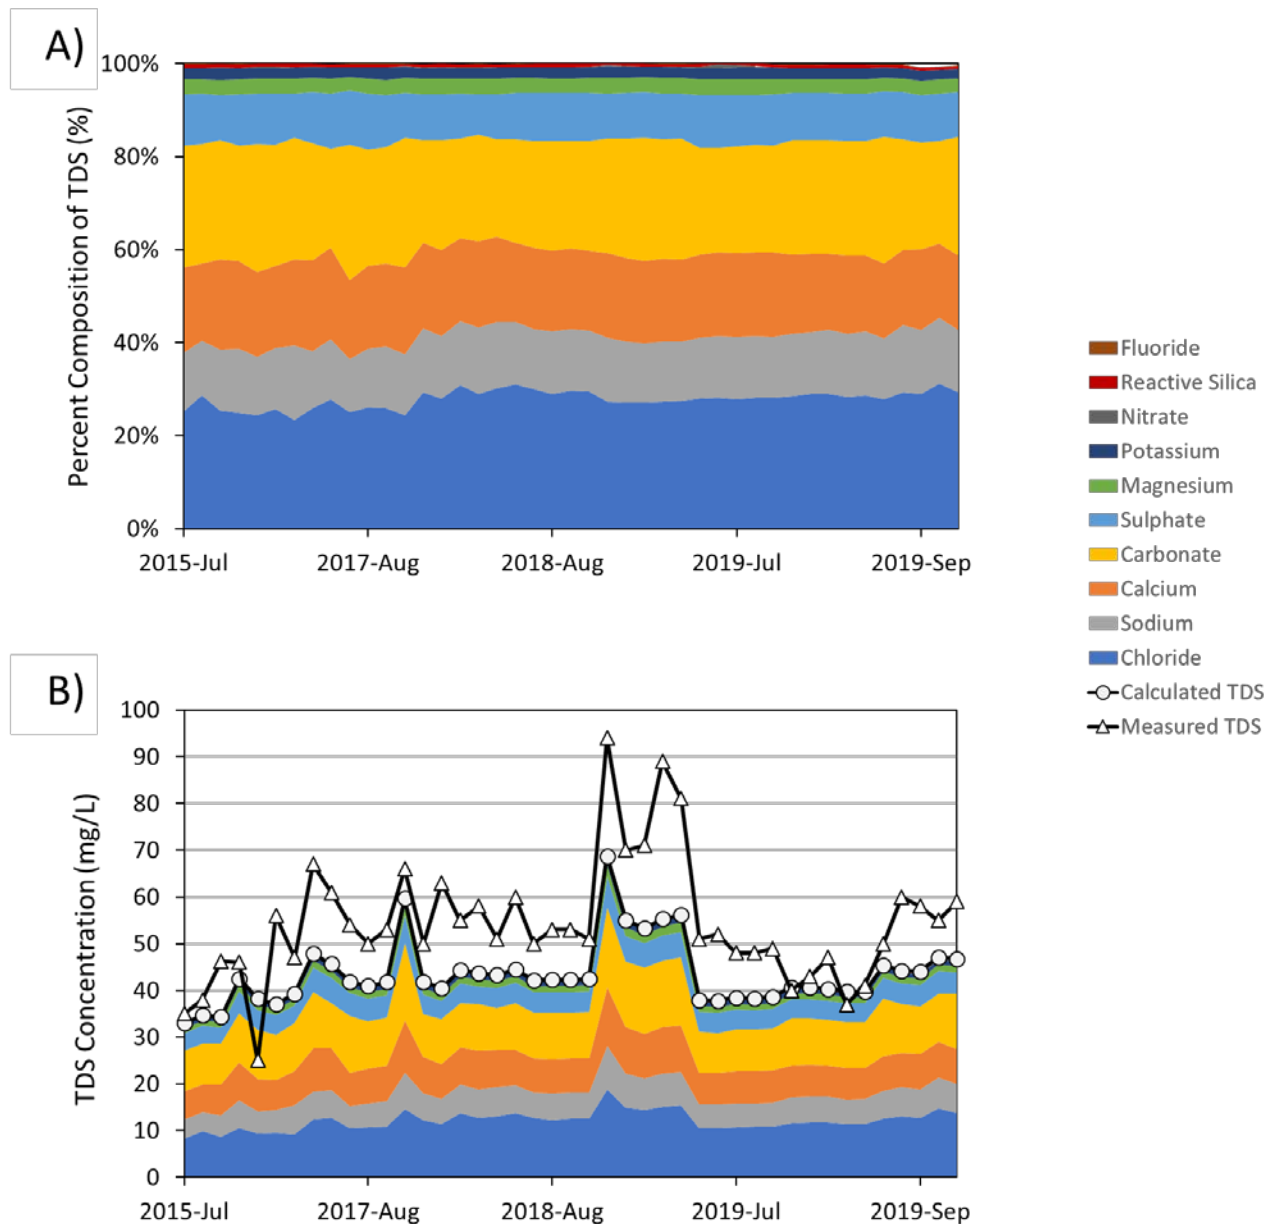 A)
Percent Composition of TDS (%)
100%
80%
60%
40%
20%
0%
2015-Jul
2017-Aug
2018-Aug
2019-Jul
2019-Sep
Fluoride
Reactive Silica
Nitrate
Potassium
Magnesium
Sulphate
Carbonate
Calcium
Sodium
Chloride
Calculated TDS
Measured TDS
B)
TDS Concentration (mg/L)
100
90
80
70
60
50
40
30
20
10
0
2015-Jul
2017-Aug
2018-Aug
2019-Jul
2019-Sep